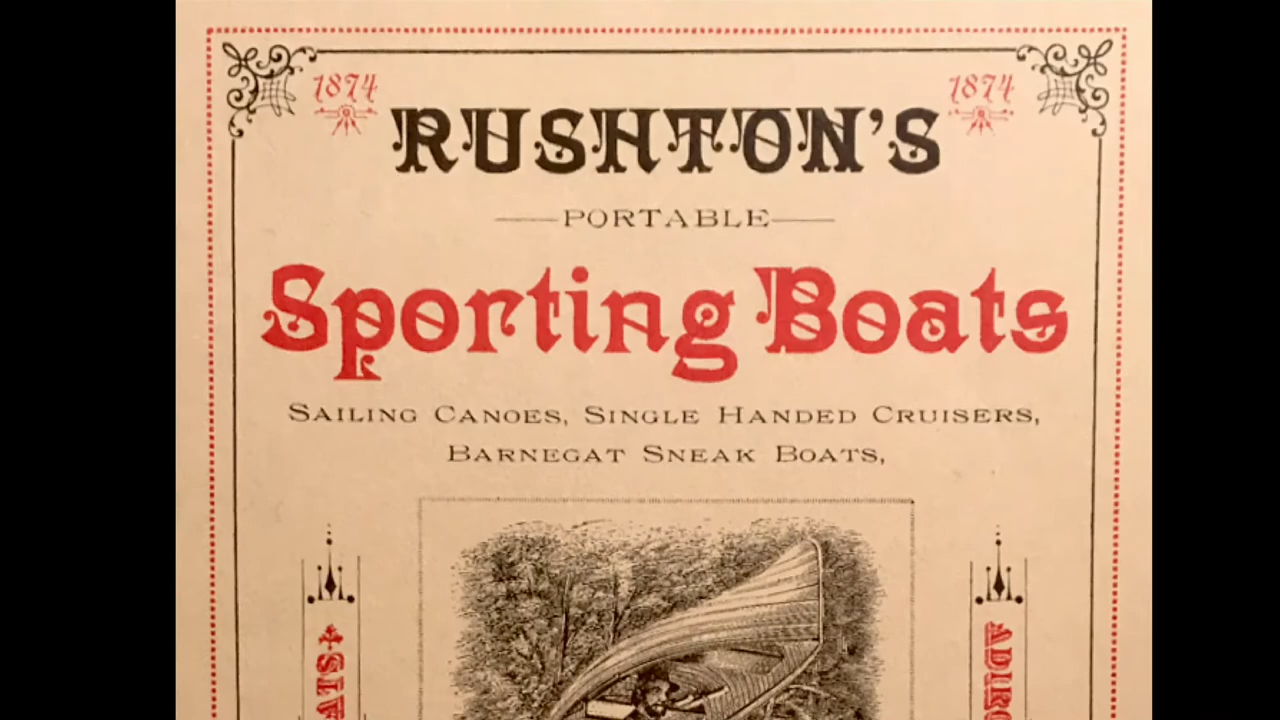 1874 1874
RUSHTON'S
PORTABLE
Sporting Boats
SAILING CANOES, SINGLE HANDED CRUISERS,
BARNEGAT SNEAK BOATS,